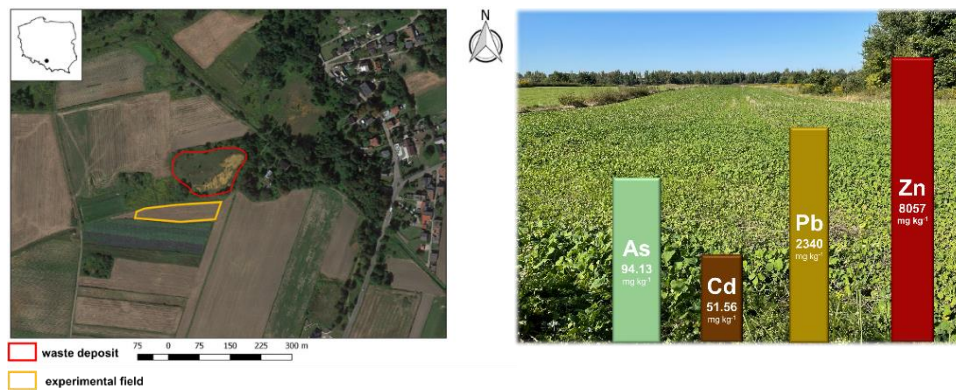 N
As
94.13
mg kg⁻¹
Cd
51.56
mg kg⁻¹
Pb
2340
mg kg⁻¹
Zn
8057
mg kg⁻¹
waste deposit
75 0 75 150 225 300 m
experimental field